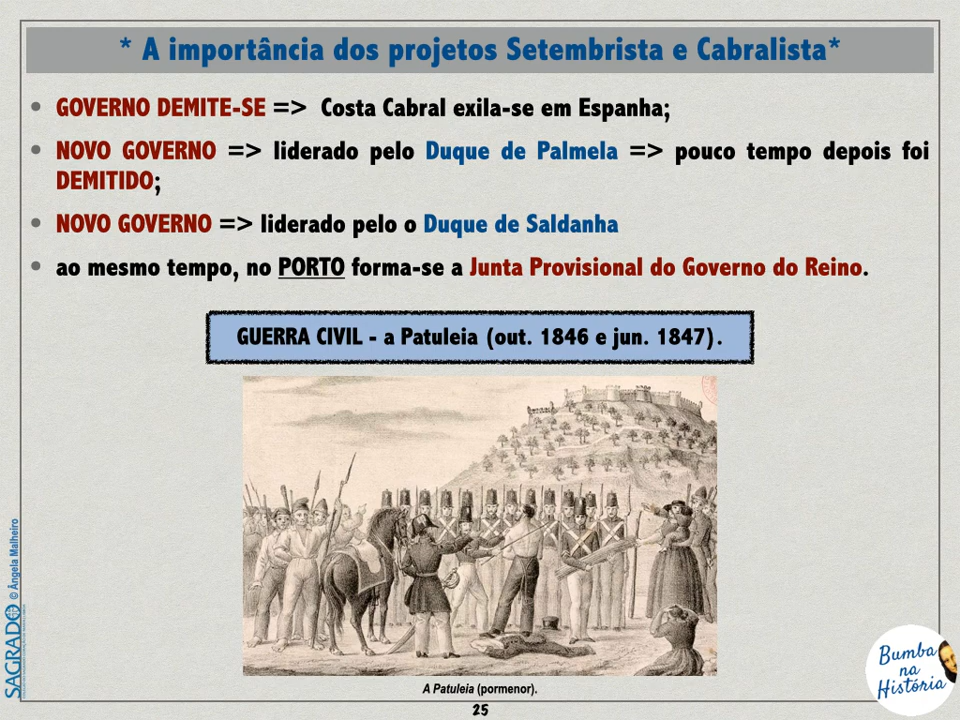 * A importância dos projetos Setembrista e Cabralista*
• GOVERNO DEMITE-SE => Costa Cabral exila-se em Espanha;
• NOVO GOVERNO => liderado pelo Duque de Palmela => pouco tempo depois foi
DEMITIDO;
• NOVO GOVERNO => liderado pelo o Duque de Saldanha
• ao mesmo tempo, no PORTO forma-se a Junta Provisional do Governo do Reino.
GUERRA CIVIL - a Patuleia (out. 1846 e jun. 1847).
A Patuleia (pormenor).
25
SAGRADO © Ângela Malheiro
Bumba
na
História